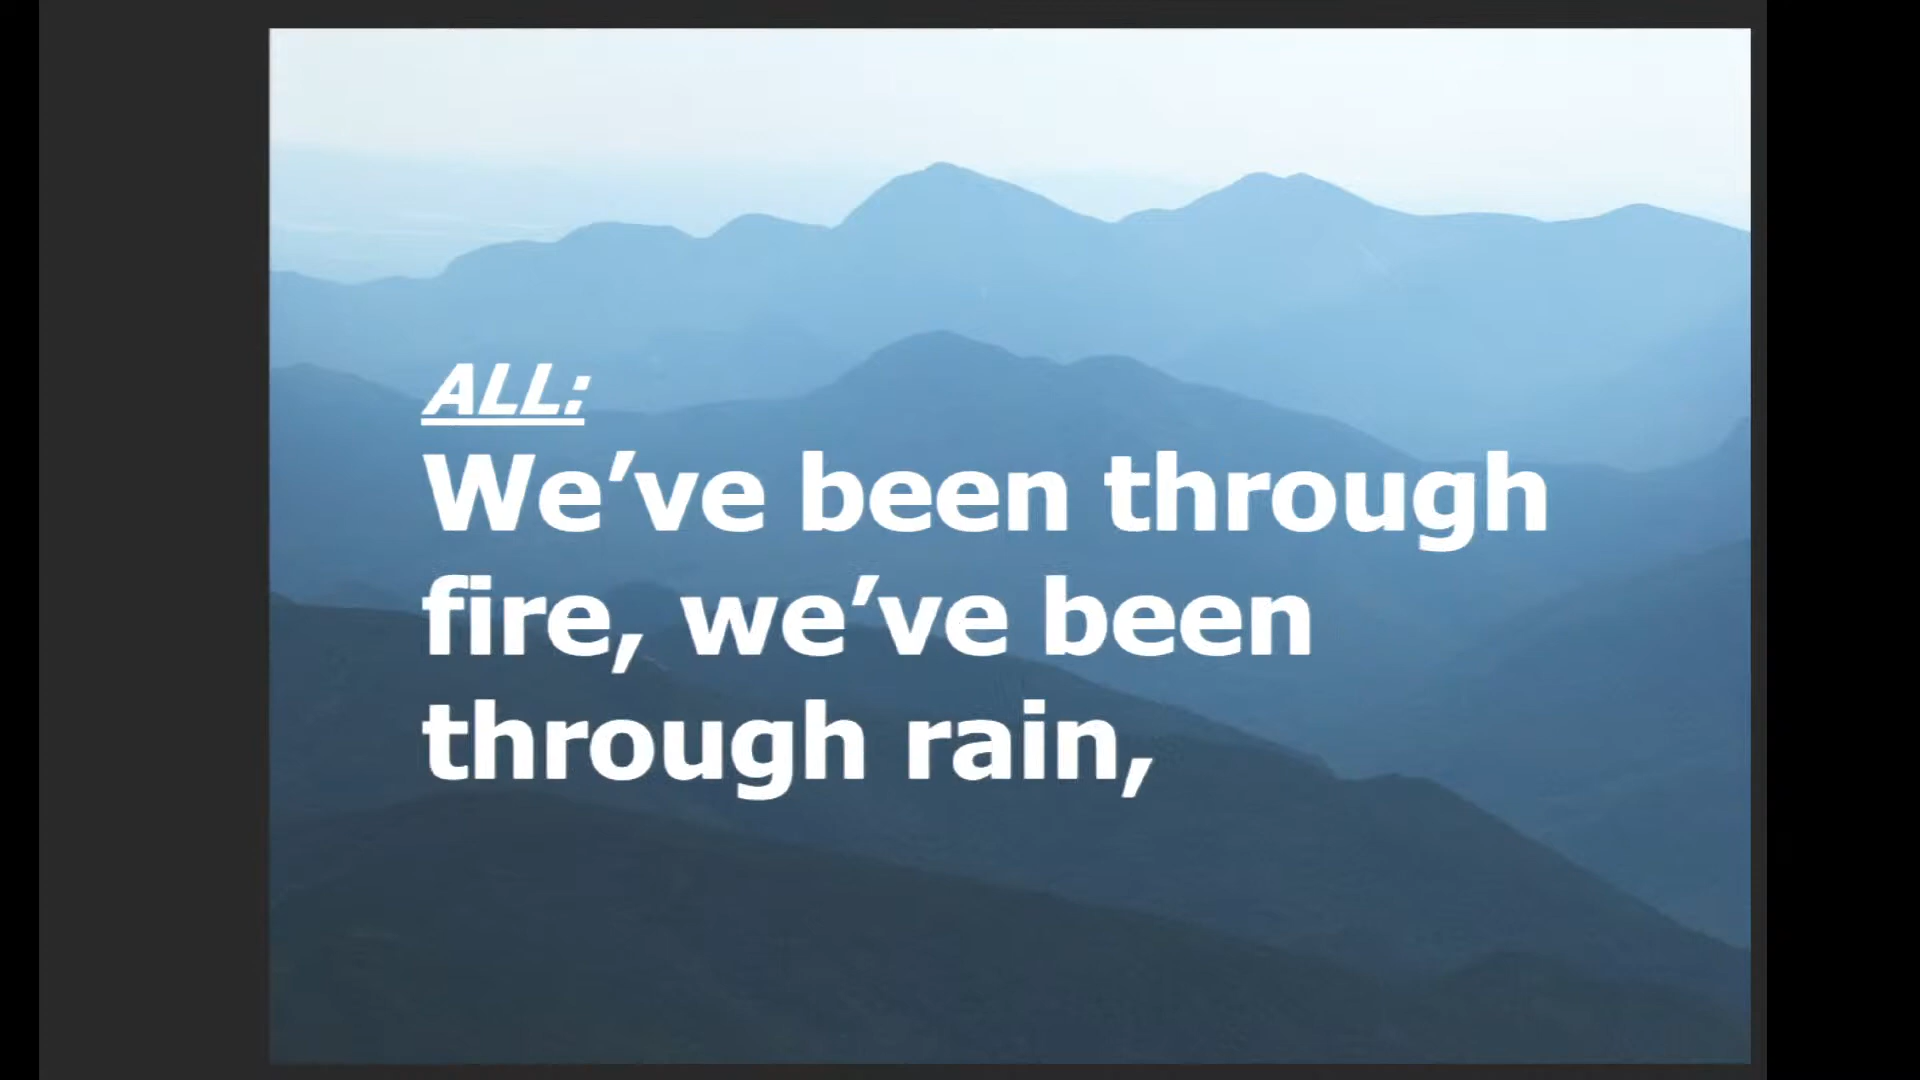 ALL:
We’ve been through
fire, we’ve been
through rain,